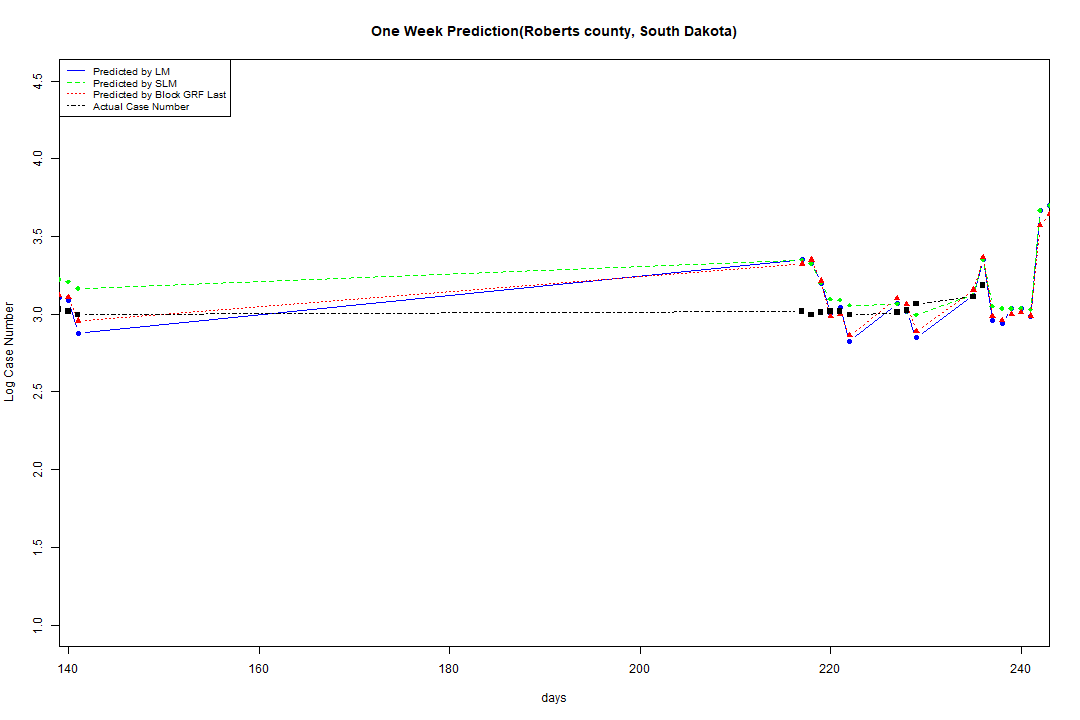 One Week Prediction(Roberts county, South Dakota)
Predicted by LM
Predicted by SLM
Predicted by Block GRF Last
Actual Case Number
4.5
4.0
3.5
3.0
2.5
2.0
1.5
1.0
Log Case Number
140 160 180 200 220 240
days